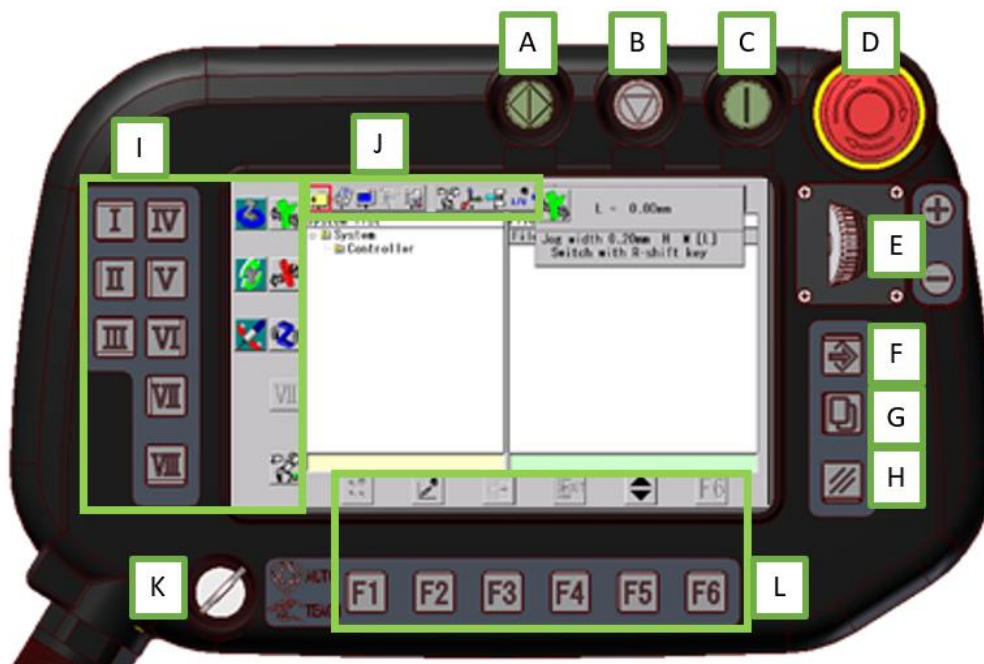 A
B
C
D
I
J
I IV
L - 0.00mm
System
Controller
Jog width 0.20mm H M [L]
Switch with R-shift key
+
E
-
II V
III VI
F
VII
VII
G
VIII
H
F6
K
TEACH
F1 F2 F3 F4 F5 F6
L